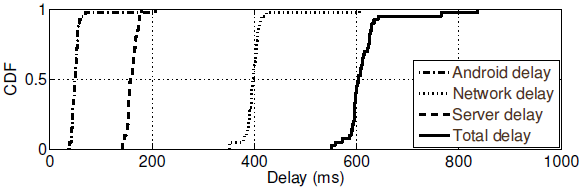 1
CDF
0.5
0
Android delay
Network delay
Server delay
Total delay
0 200 400 600 800 1000
Delay (ms)